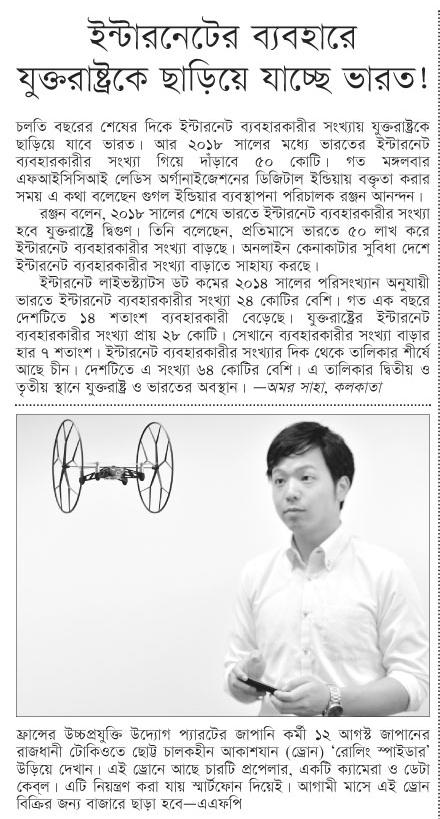 ইন্টারনেটের ব্যবহারে
যুক্তরাষ্ট্রকে ছাড়িয়ে যাচ্ছে ভারত!
চলতি বছরের শেষের দিকে ইন্টারনেট ব্যবহারকারীর সংখ্যায় যুক্তরাষ্ট্রকে
ছাড়িয়ে যাবে ভারত। আর ২০১৮ সালের মধ্যে ভারতের ইন্টারনেট
ব্যবহারকারীর সংখ্যা গিয়ে দাঁড়াবে ৫০ কোটি। গত মঙ্গলবার
এফআইসিসিআই লেডিস অর্গানাইজেশনের ডিজিটাল ইন্ডিয়ায় বক্তৃতা করার
সময় এ কথা বলেছেন গুগল ইন্ডিয়ার ব্যবস্থাপনা পরিচালক রঞ্জন আনন্দন।
রঞ্জন বলেন, ২০১৮ সালের শেষে ভারতে ইন্টারনেট ব্যবহারকারীর সংখ্যা
হবে যুক্তরাষ্ট্রে দ্বিগুণ। তিনি বলেছেন, প্রতিমাসে ভারতে ৫০ লাখ করে
ইন্টারনেট ব্যবহারকারীর সংখ্যা বাড়ছে। অনলাইন কেনাকাটার সুবিধা দেশে
ইন্টারনেট ব্যবহারকারীর সংখ্যা বাড়াতে সাহায্য করছে।
ইন্টারনেট লাইভস্ট্যাটস ডট কমের ২০১৪ সালের পরিসংখ্যান অনুযায়ী
ভারতে ইন্টারনেট ব্যবহারকারীর সংখ্যা ২৪ কোটির বেশি। গত এক বছরে
দেশটিতে ১৪ শতাংশ ব্যবহারকারী বেড়েছে। যুক্তরাষ্ট্রের ইন্টারনেট
ব্যবহারকারীর সংখ্যা প্রায় ২৮ কোটি। সেখানে ব্যবহারকারীর সংখ্যা বাড়ার
হার ৭ শতাংশ। ইন্টারনেট ব্যবহারকারীর সংখ্যার দিক থেকে তালিকার শীর্ষে
আছে চীন। দেশটিতে এ সংখ্যা ৬৪ কোটির বেশি। এ তালিকার দ্বিতীয় ও
তৃতীয় স্থানে যুক্তরাষ্ট্র ও ভারতের অবস্থান। —অমর সাহা, কলকাতা
ফ্রান্সের উচ্চপ্রযুক্তি উদ্যোগ প্যারটের জাপানি কর্মী ১২ আগস্ট জাপানের
রাজধানী টোকিওতে ছোট্ট চালকহীন আকাশযান (ড্রোন) ‘রোলিং স্পাইডার’
উড়িয়ে দেখান। এই ড্রোনে আছে চারটি প্রপেলার, একটি ক্যামেরা ও ডেটা
কেব্‌ল। এটি নিয়ন্ত্রণ করা যায় স্মার্টফোন দিয়েই। আগামী মাসে এই ড্রোন
বিক্রির জন্য বাজারে ছাড়া হবে—এএফপি